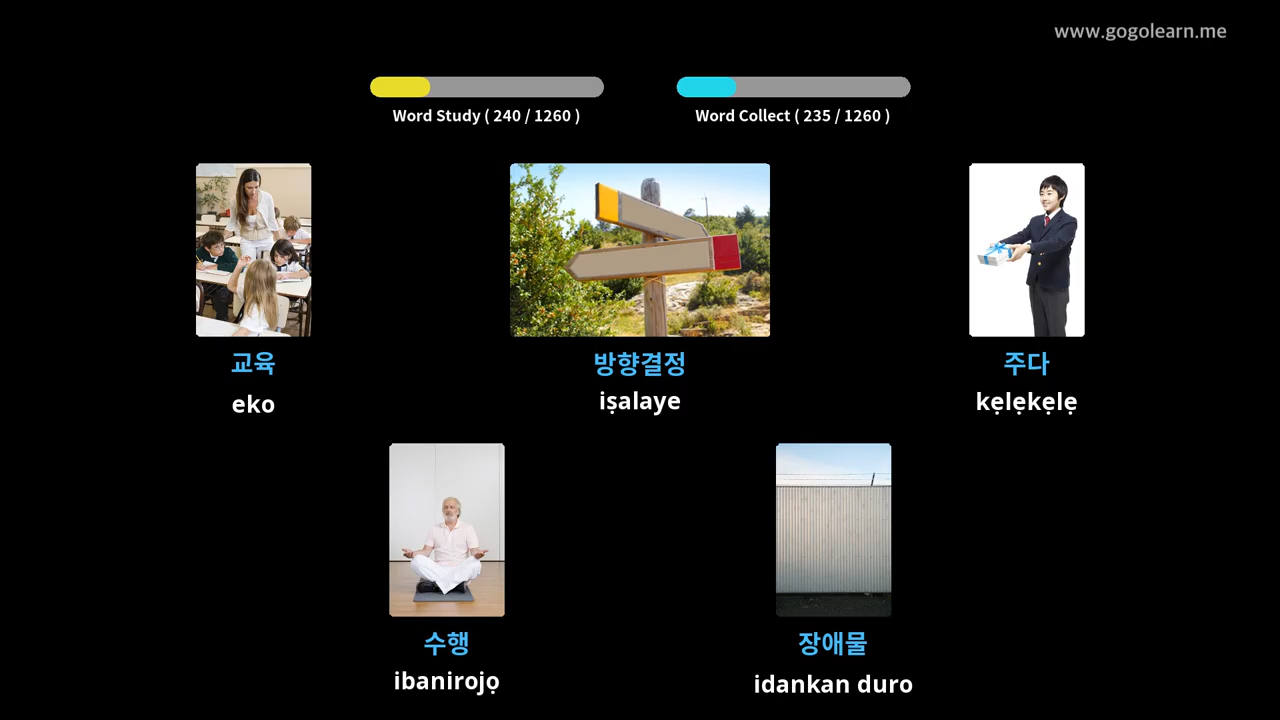 www.gogolearn.me
Word Study ( 240 / 1260 )
Word Collect ( 235 / 1260 )
교육
방향결정
주다
eko
iṣalaye
kẹlẹkẹlẹ
수행
장애물
ibanirojọ
idankan duro